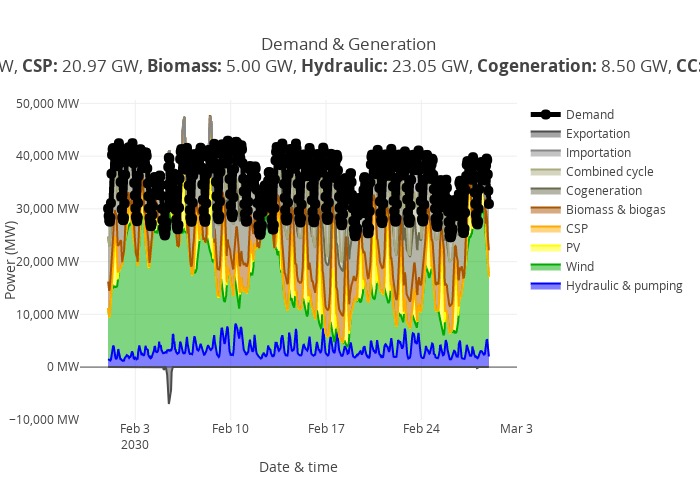 Demand & Generation
W, CSP: 20.97 GW, Biomass: 5.00 GW, Hydraulic: 23.05 GW, Cogeneration: 8.50 GW, CC:
50,000 MW
40,000 MW
30,000 MW
20,000 MW
10,000 MW
0 MW
−10,000 MW
Power (MW)
Feb 3
2030
Feb 10
Feb 17
Feb 24
Mar 3
Date & time
Demand
Exportation
Importation
Combined cycle
Cogeneration
Biomass & biogas
CSP
PV
Wind
Hydraulic & pumping